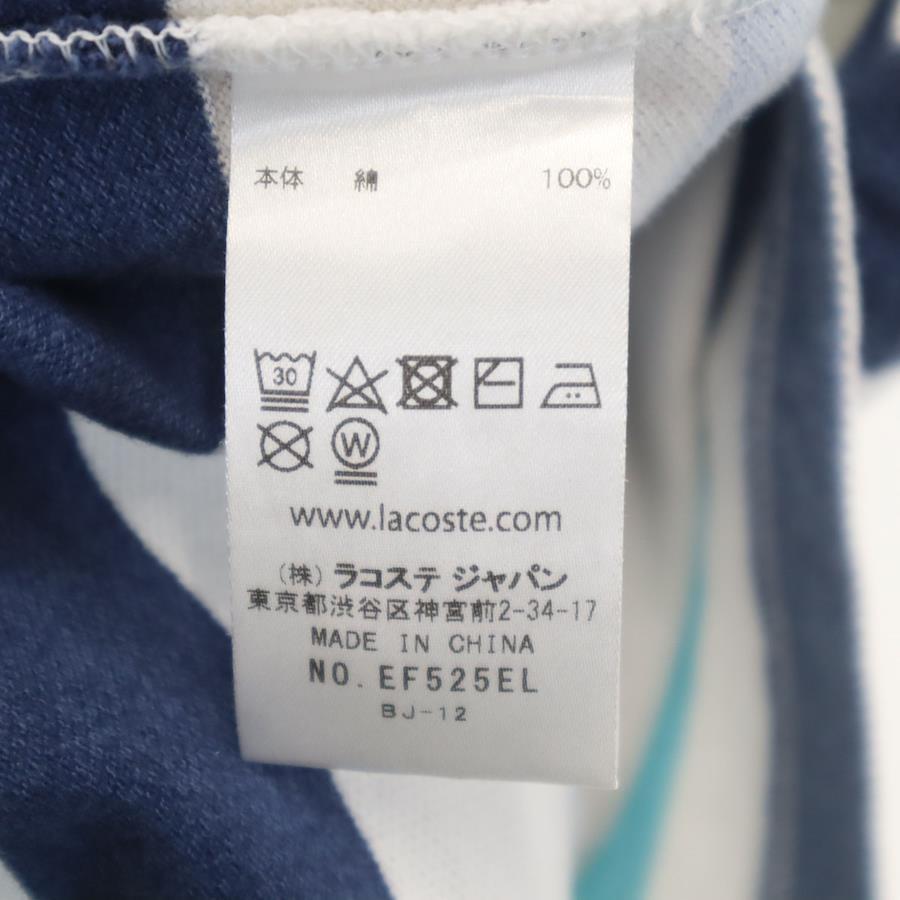 本体 綿 100%
30
W
www.lacoste.com
(株) ラコステ ジャパン
東京都渋谷区神宮前2-34-17
MADE IN CHINA
NO. EF525EL
BJ-12